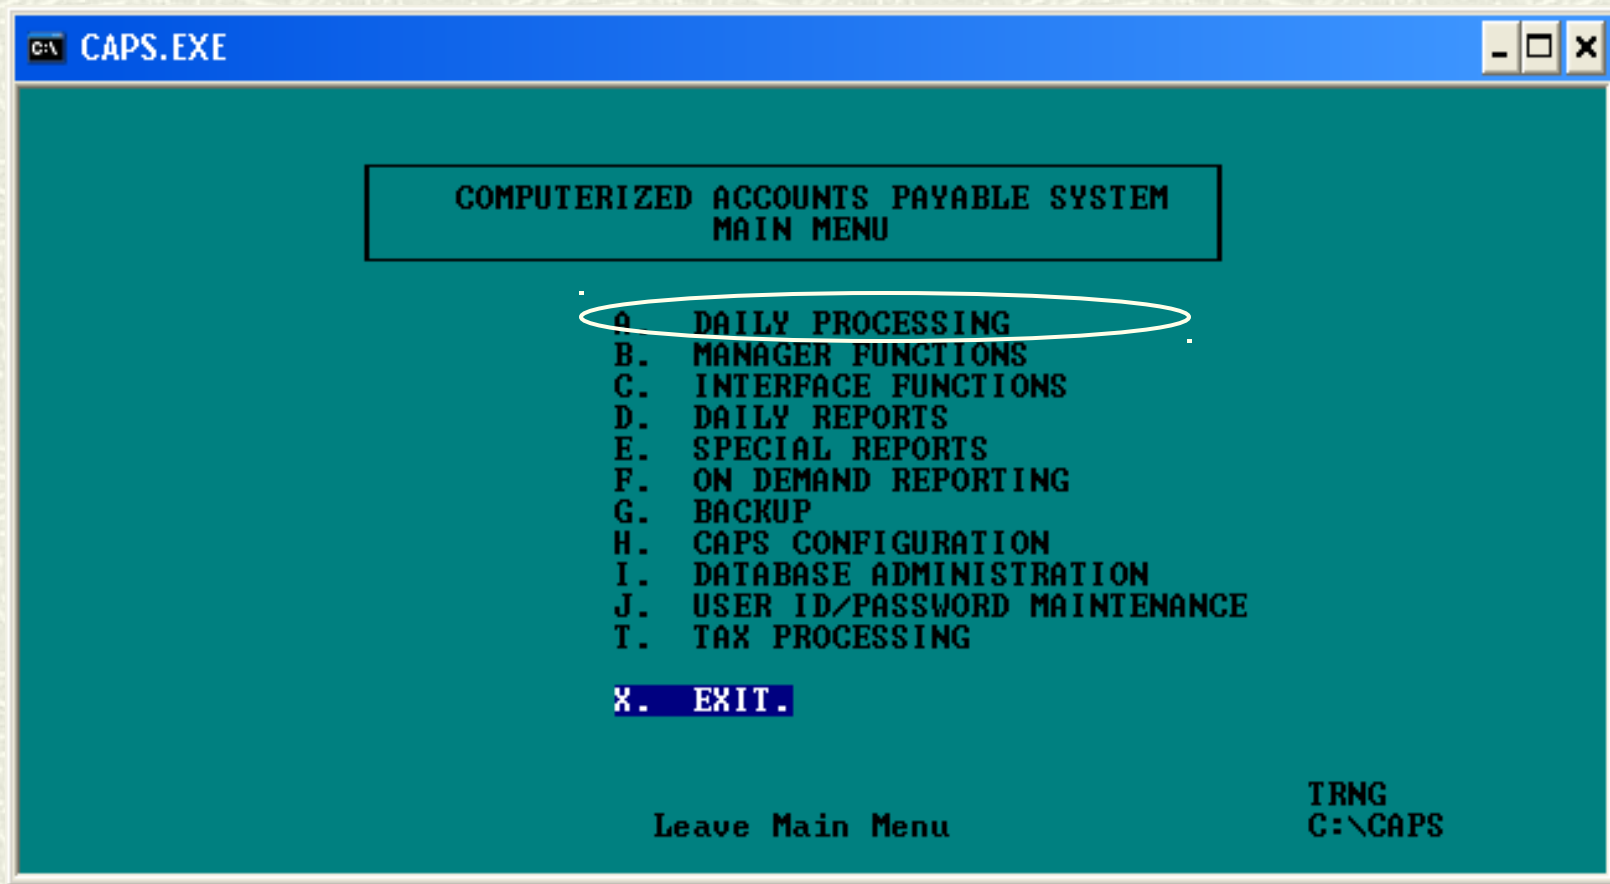 CAPS.EXE
COMPUTERIZED ACCOUNTS PAYABLE SYSTEM
MAIN MENU
A. DAILY PROCESSING
B. MANAGER FUNCTIONS
C. INTERFACE FUNCTIONS
D. DAILY REPORTS
E. SPECIAL REPORTS
F. ON DEMAND REPORTING
G. BACKUP
H. CAPS CONFIGURATION
I. DATABASE ADMINISTRATION
J. USER ID/PASSWORD MAINTENANCE
T. TAX PROCESSING
X. EXIT.
TRNG
Leave Main Menu C:\CAPS